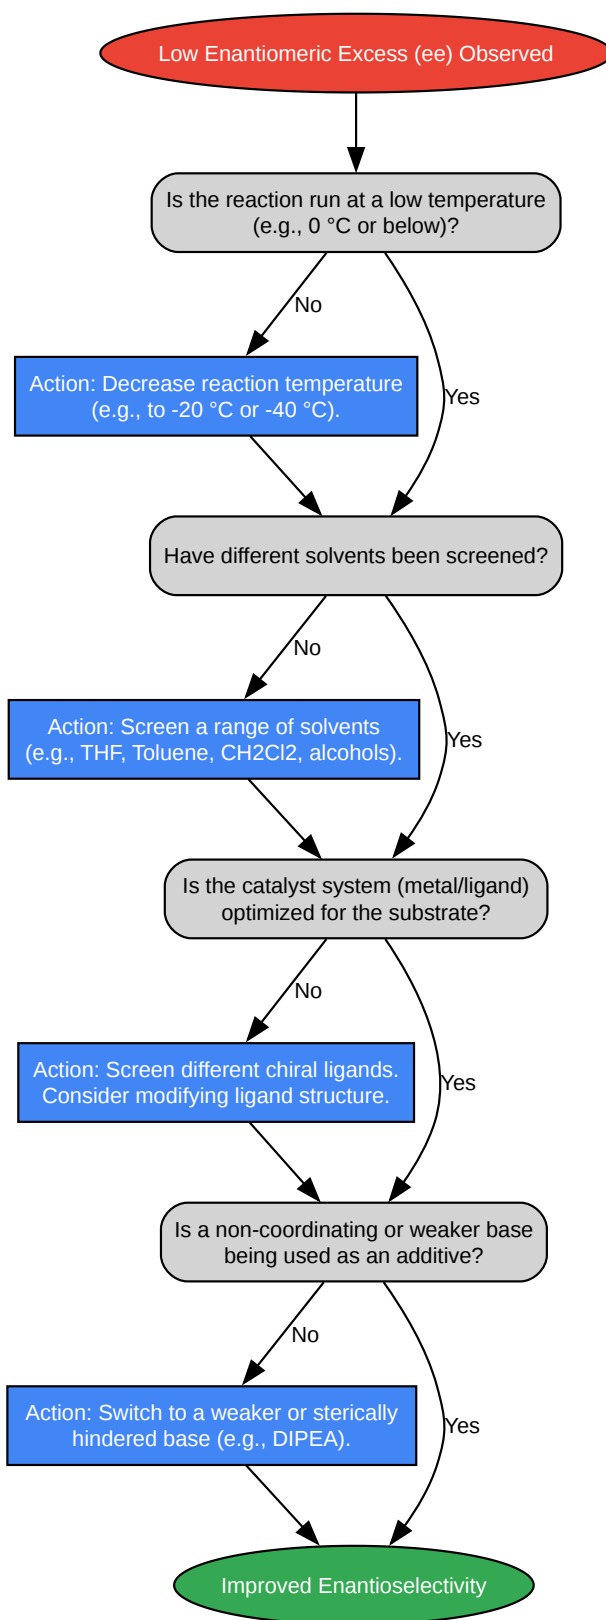 Low Enantiomeric Excess (ee) Observed
Is the reaction run at a low temperature
(e.g., 0 °C or below)?
No
Action: Decrease reaction temperature
(e.g., to -20 °C or -40 °C).
Yes
Have different solvents been screened?
No
Action: Screen a range of solvents
(e.g., THF, Toluene, CH2Cl2, alcohols).
Yes
Is the catalyst system (metal/ligand)
optimized for the substrate?
No
Action: Screen different chiral ligands.
Consider modifying ligand structure.
Yes
Is a non-coordinating or weaker base
being used as an additive?
No
Action: Switch to a weaker or sterically
hindered base (e.g., DIPEA).
Yes
Improved Enantioselectivity